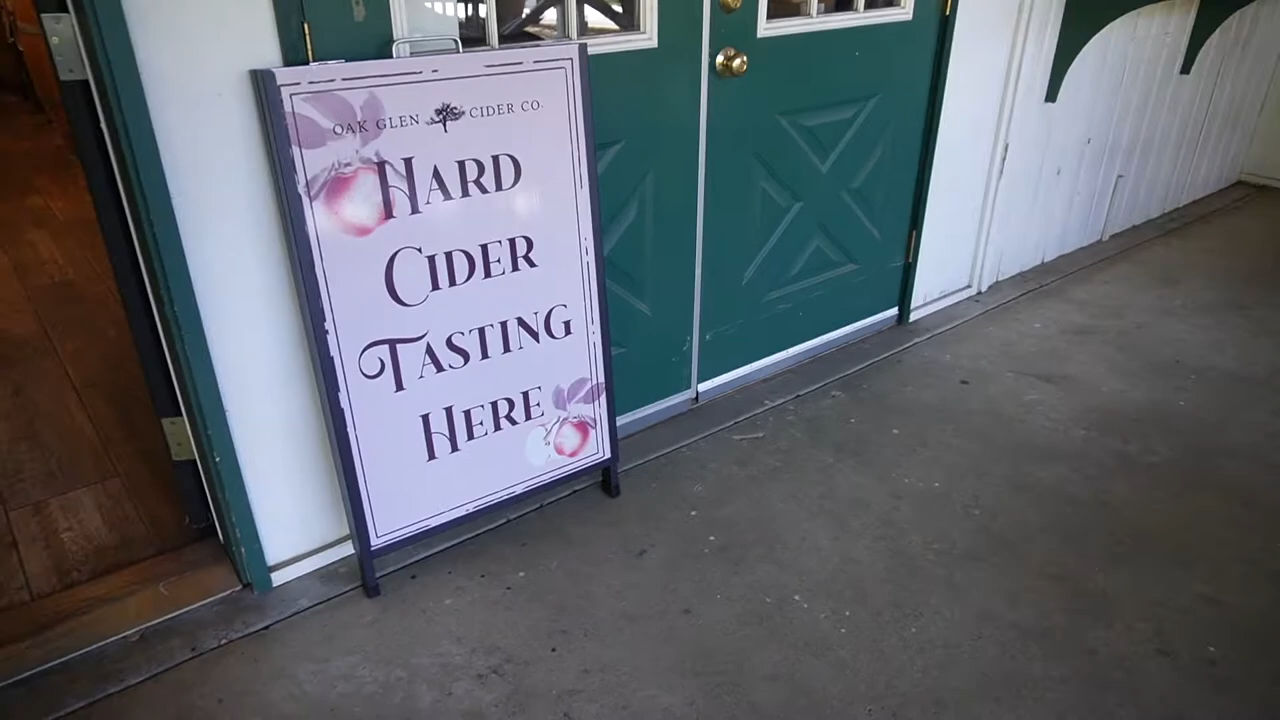 OAK GLEN CIDER CO.
HARD
CIDER
TASTING
HERE